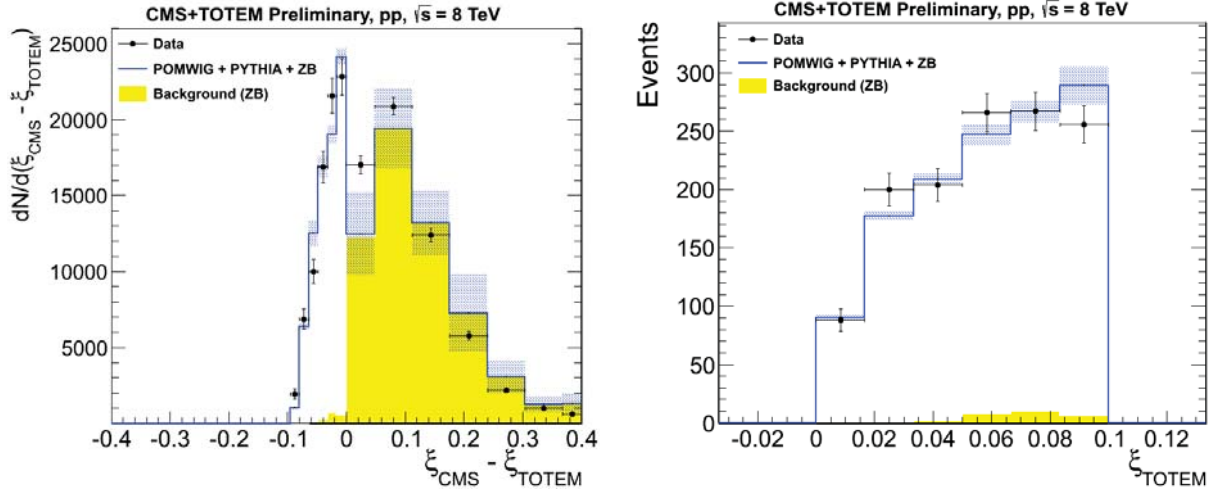 CMS+TOTEM Preliminary, pp, √s = 8 TeV
dN/d(ξCMS - ξTOTEM)
25000
20000
15000
10000
5000
Data
POMWIG + PYTHIA + ZB
Background (ZB)
-0.4 -0.3 -0.2 -0.1 0 0.1 0.2 0.3 0.4
ξCMS - ξTOTEM
CMS+TOTEM Preliminary, pp, √s = 8 TeV
Events
300
250
200
150
100
50
0
Data
POMWIG + PYTHIA + ZB
Background (ZB)
-0.02 0 0.02 0.04 0.06 0.08 0.1 0.12
ξTOTEM